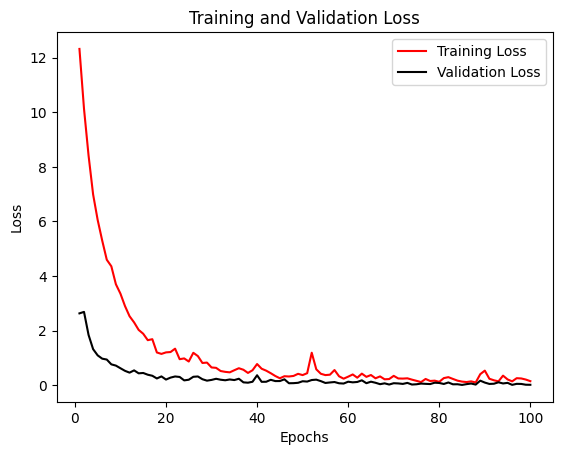 Training and Validation Loss
Training Loss
Validation Loss
12
10
8
6
4
2
0
Loss
0 20 40 60 80 100
Epochs